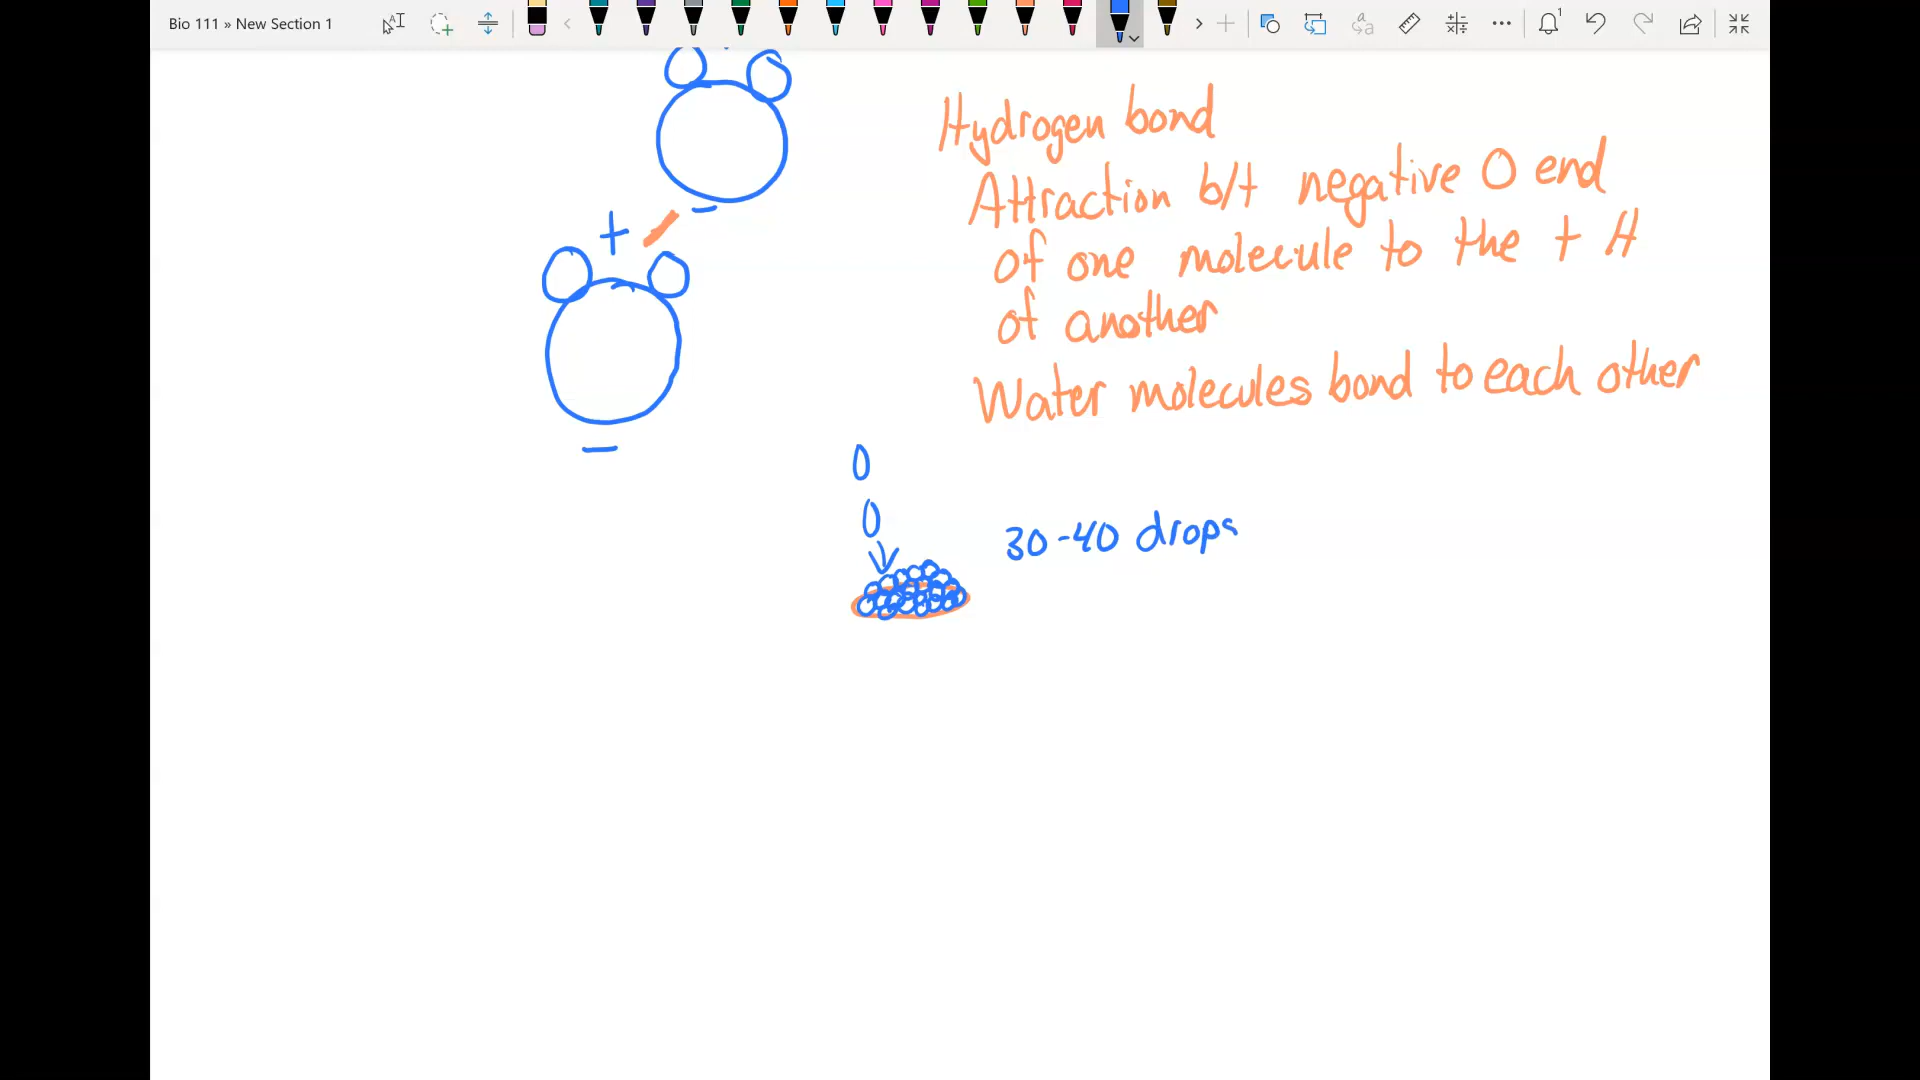 Bio 111 » New Section 1
Hydrogen bond
Attraction b/t negative O end
of one molecule to the + H
of another
Water molecules bond to each other
+
−
−
30-40 drops